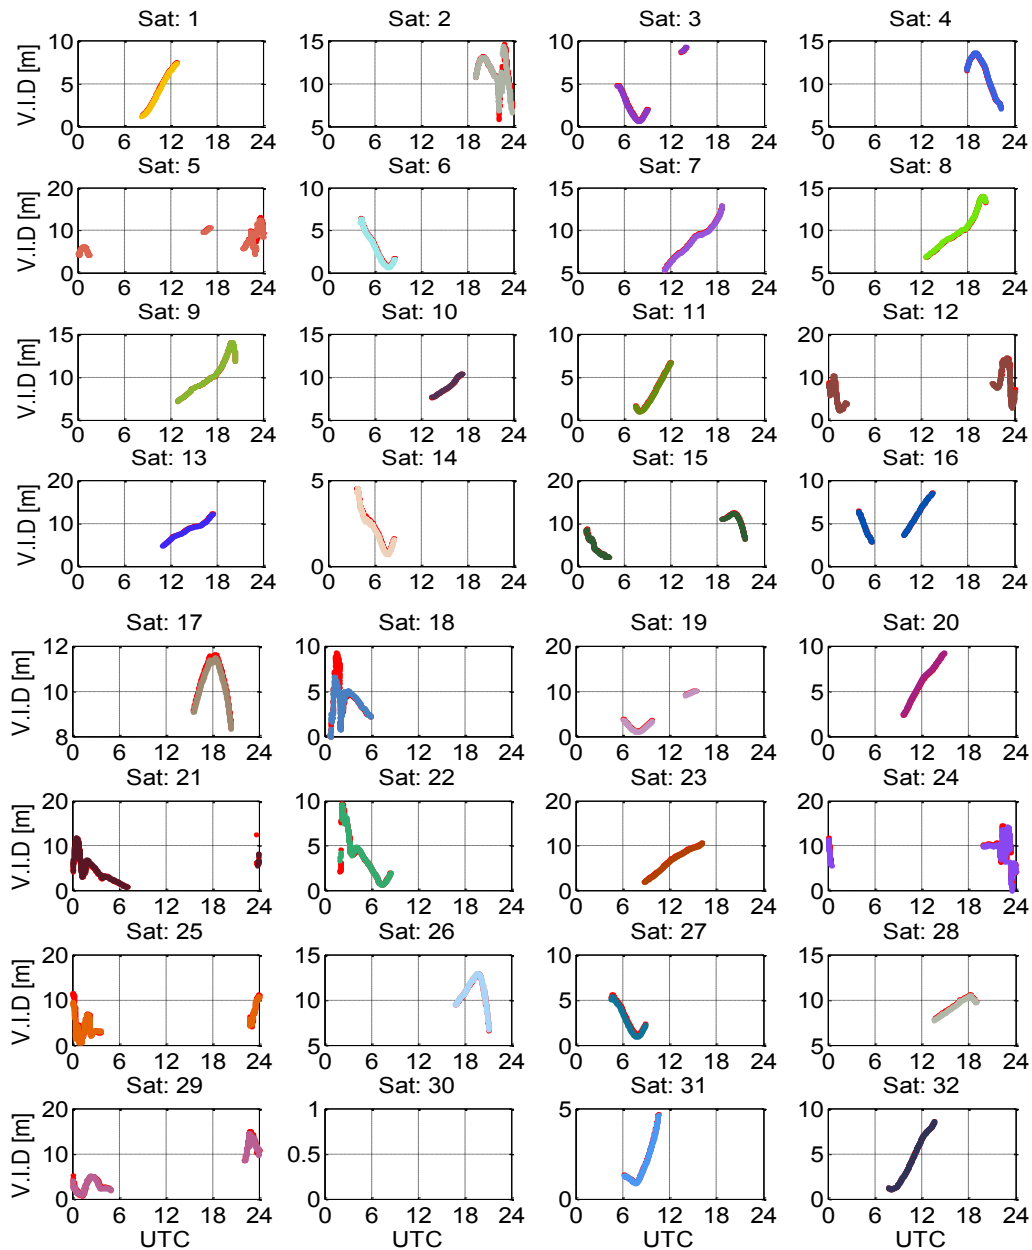 Sat: 1 Sat: 2 Sat: 3 Sat: 4
10 15 10 15
V.I.D [m] 5 10 5 10
0 5 0 5
0 6 12 18 24 0 6 12 18 24 0 6 12 18 24 0 6 12 18 24
Sat: 5 Sat: 6 Sat: 7 Sat: 8
20 10 15 15
V.I.D [m] 10 5 10 10
0 0 5 5
0 6 12 18 24 0 6 12 18 24 0 6 12 18 24 0 6 12 18 24
Sat: 9 Sat: 10 Sat: 11 Sat: 12
15 15 10 20
V.I.D [m] 10 10 5 10
5 5 0 0
0 6 12 18 24 0 6 12 18 24 0 6 12 18 24 0 6 12 18 24
Sat: 13 Sat: 14 Sat: 15 Sat: 16
20 5 20 10
V.I.D [m] 10 10 5
0 0 0 0
0 6 12 18 24 0 6 12 18 24 0 6 12 18 24 0 6 12 18 24
Sat: 17 Sat: 18 Sat: 19 Sat: 20
12 10 20 10
V.I.D [m] 10 5 10 5
8 0 0 0
0 6 12 18 24 0 6 12 18 24 0 6 12 18 24 0 6 12 18 24
Sat: 21 Sat: 22 Sat: 23 Sat: 24
20 10 20 20
V.I.D [m] 10 5 10 10
0 0 0 0
0 6 12 18 24 0 6 12 18 24 0 6 12 18 24 0 6 12 18 24
Sat: 25 Sat: 26 Sat: 27 Sat: 28
20 15 10 15
V.I.D [m] 10 10 5 10
0 5 0 5
0 6 12 18 24 0 6 12 18 24 0 6 12 18 24 0 6 12 18 24
Sat: 29 Sat: 30 Sat: 31 Sat: 32
20 1 5 10
V.I.D [m] 10 0.5 5
0 0 0 0
0 6 12 18 24 0 6 12 18 24 0 6 12 18 24 0 6 12 18 24
UTC UTC UTC UTC